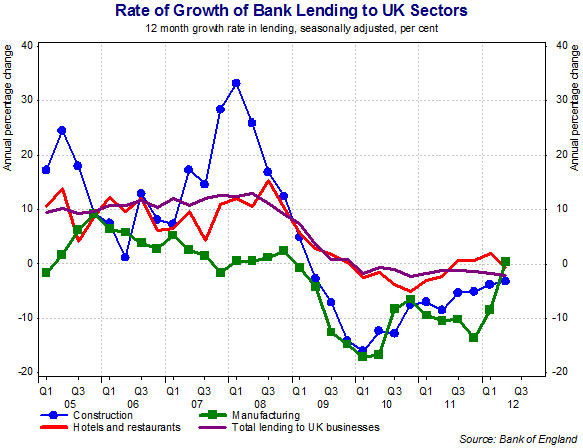 Rate of Growth of Bank Lending to UK Sectors
12 month growth rate in lending, seasonally adjusted, per cent
40 40
30 30
20 20
10 10
0 0
-10 -10
-20 -20
Annual percentage change
Annual percentage change
Q1 Q3 Q1 Q3 Q1 Q3 Q1 Q3 Q1 Q3 Q1 Q3 Q1 Q3 Q1 Q3
05 06 07 08 09 10 11 12
Construction Manufacturing
Hotels and restaurants Total lending to UK businesses
Source: Bank of England